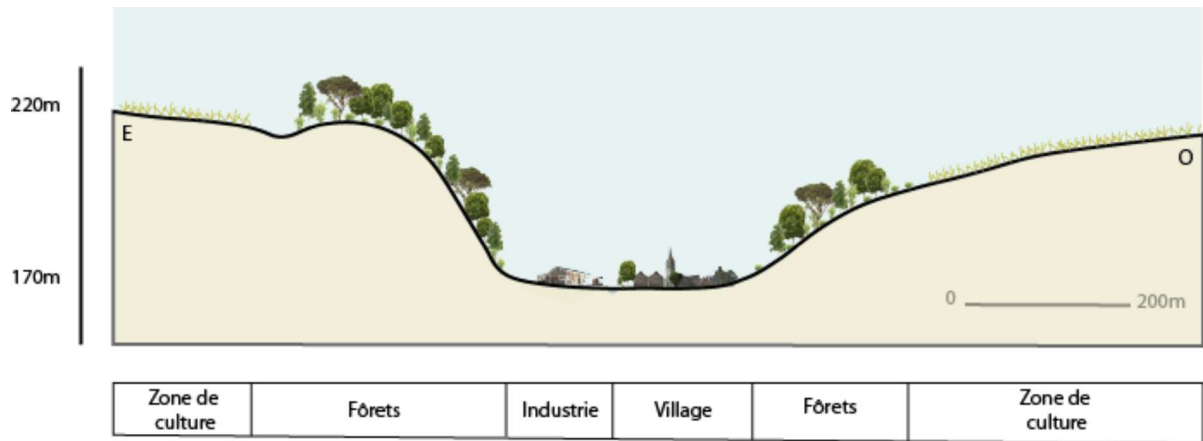 220m
E
O
170m
0 200m
Zone de
culture
Fôrets
Industrie
Village
Fôrets
Zone de
culture